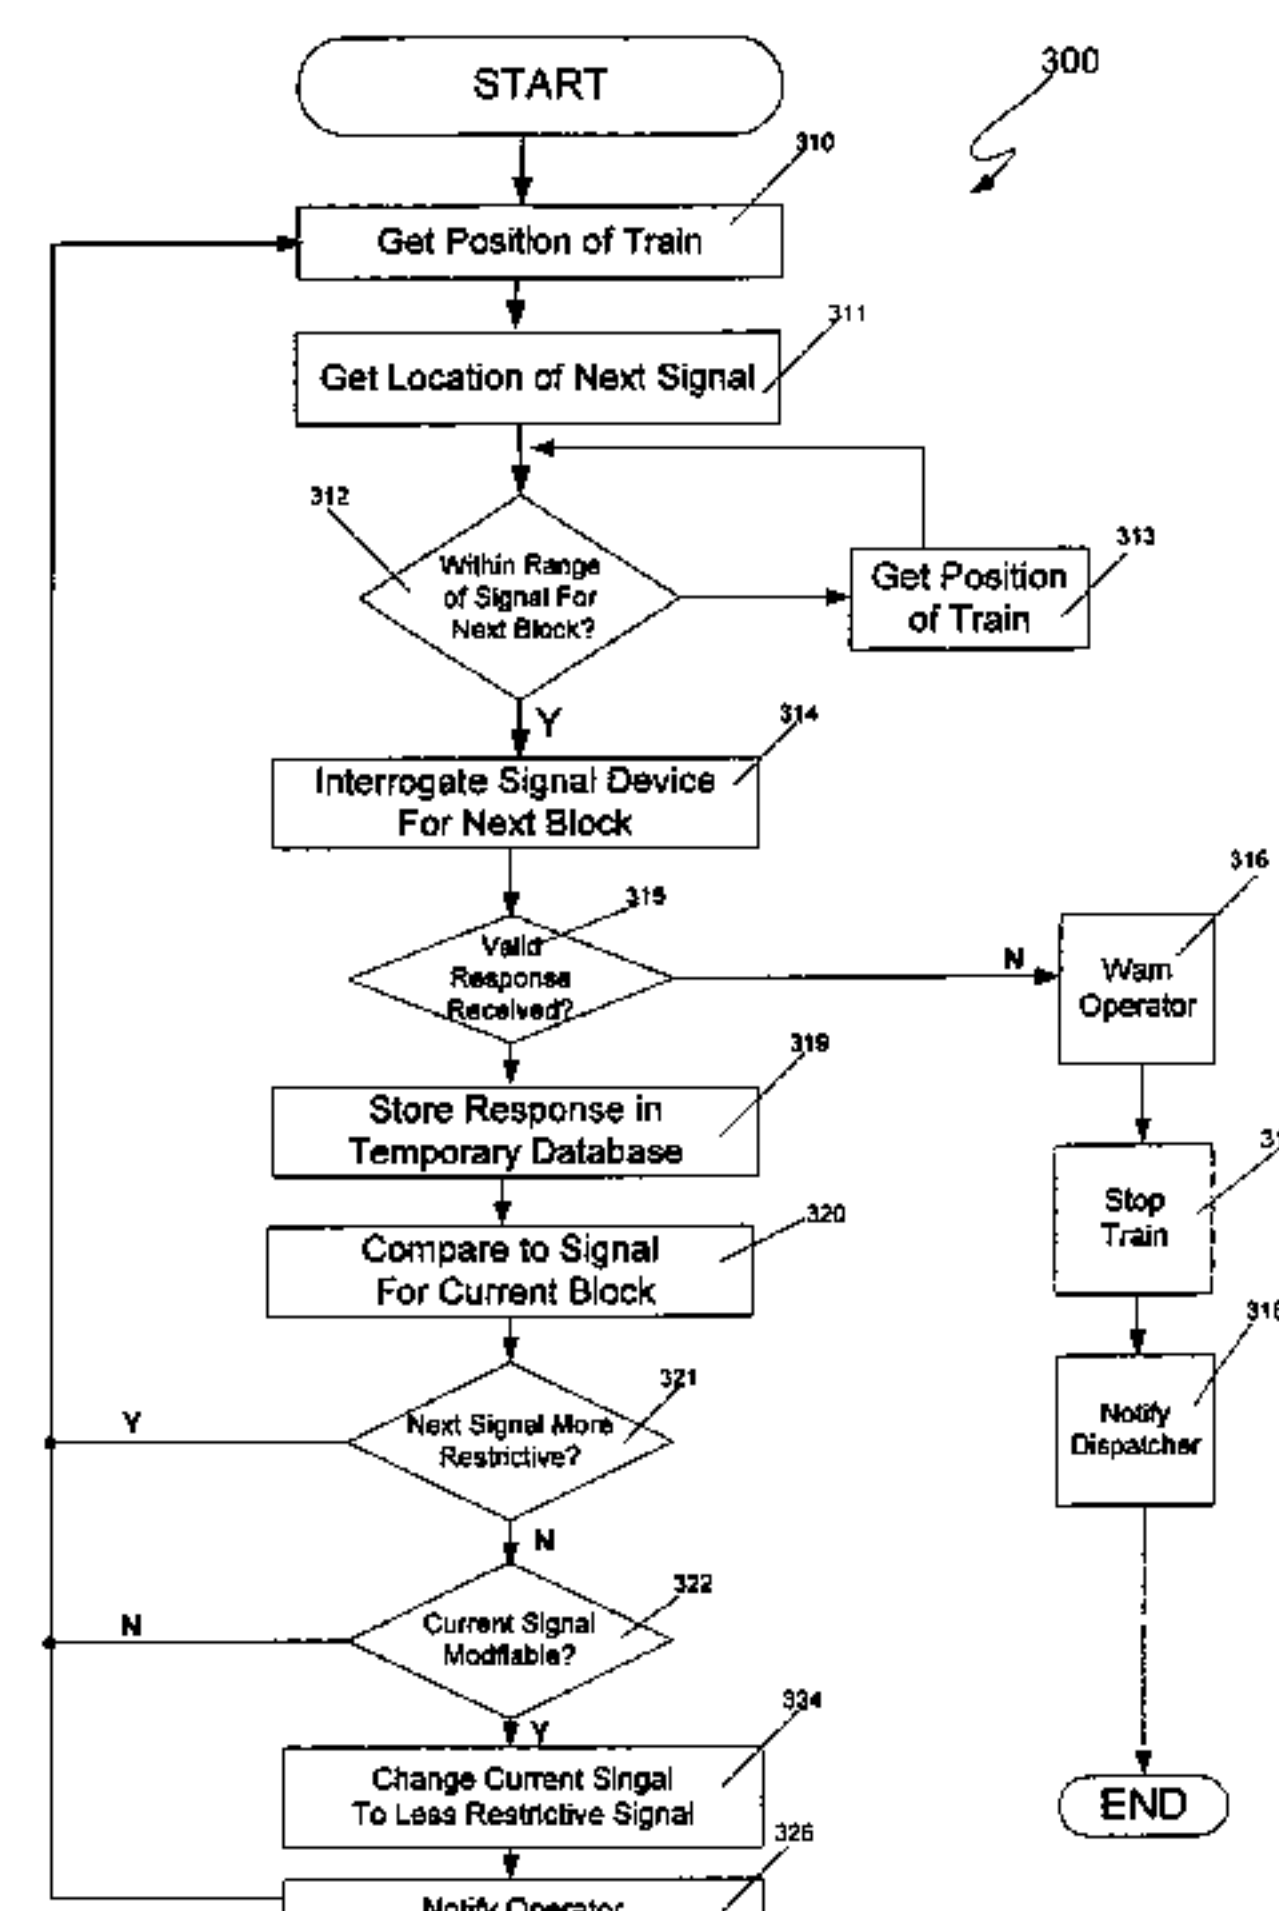 START
300
310
Get Position of Train
311
Get Location of Next Signal
312
Within Range
of Signal For
Next Block?
313
Get Position
of Train
Y
314
Interrogate Signal Device
For Next Block
315
Valid
Response
Received?
N
316
Warn
Operator
319
Store Response in
Temporary Database
Stop
Train
320
Compare to Signal
For Current Block
Notify
Dispatcher
321
Next Signal More
Restrictive?
Y
N
322
Current Signal
Modifiable?
N
Y
324
Change Current Singal
To Less Restrictive Signal
END
326
Notify Operator